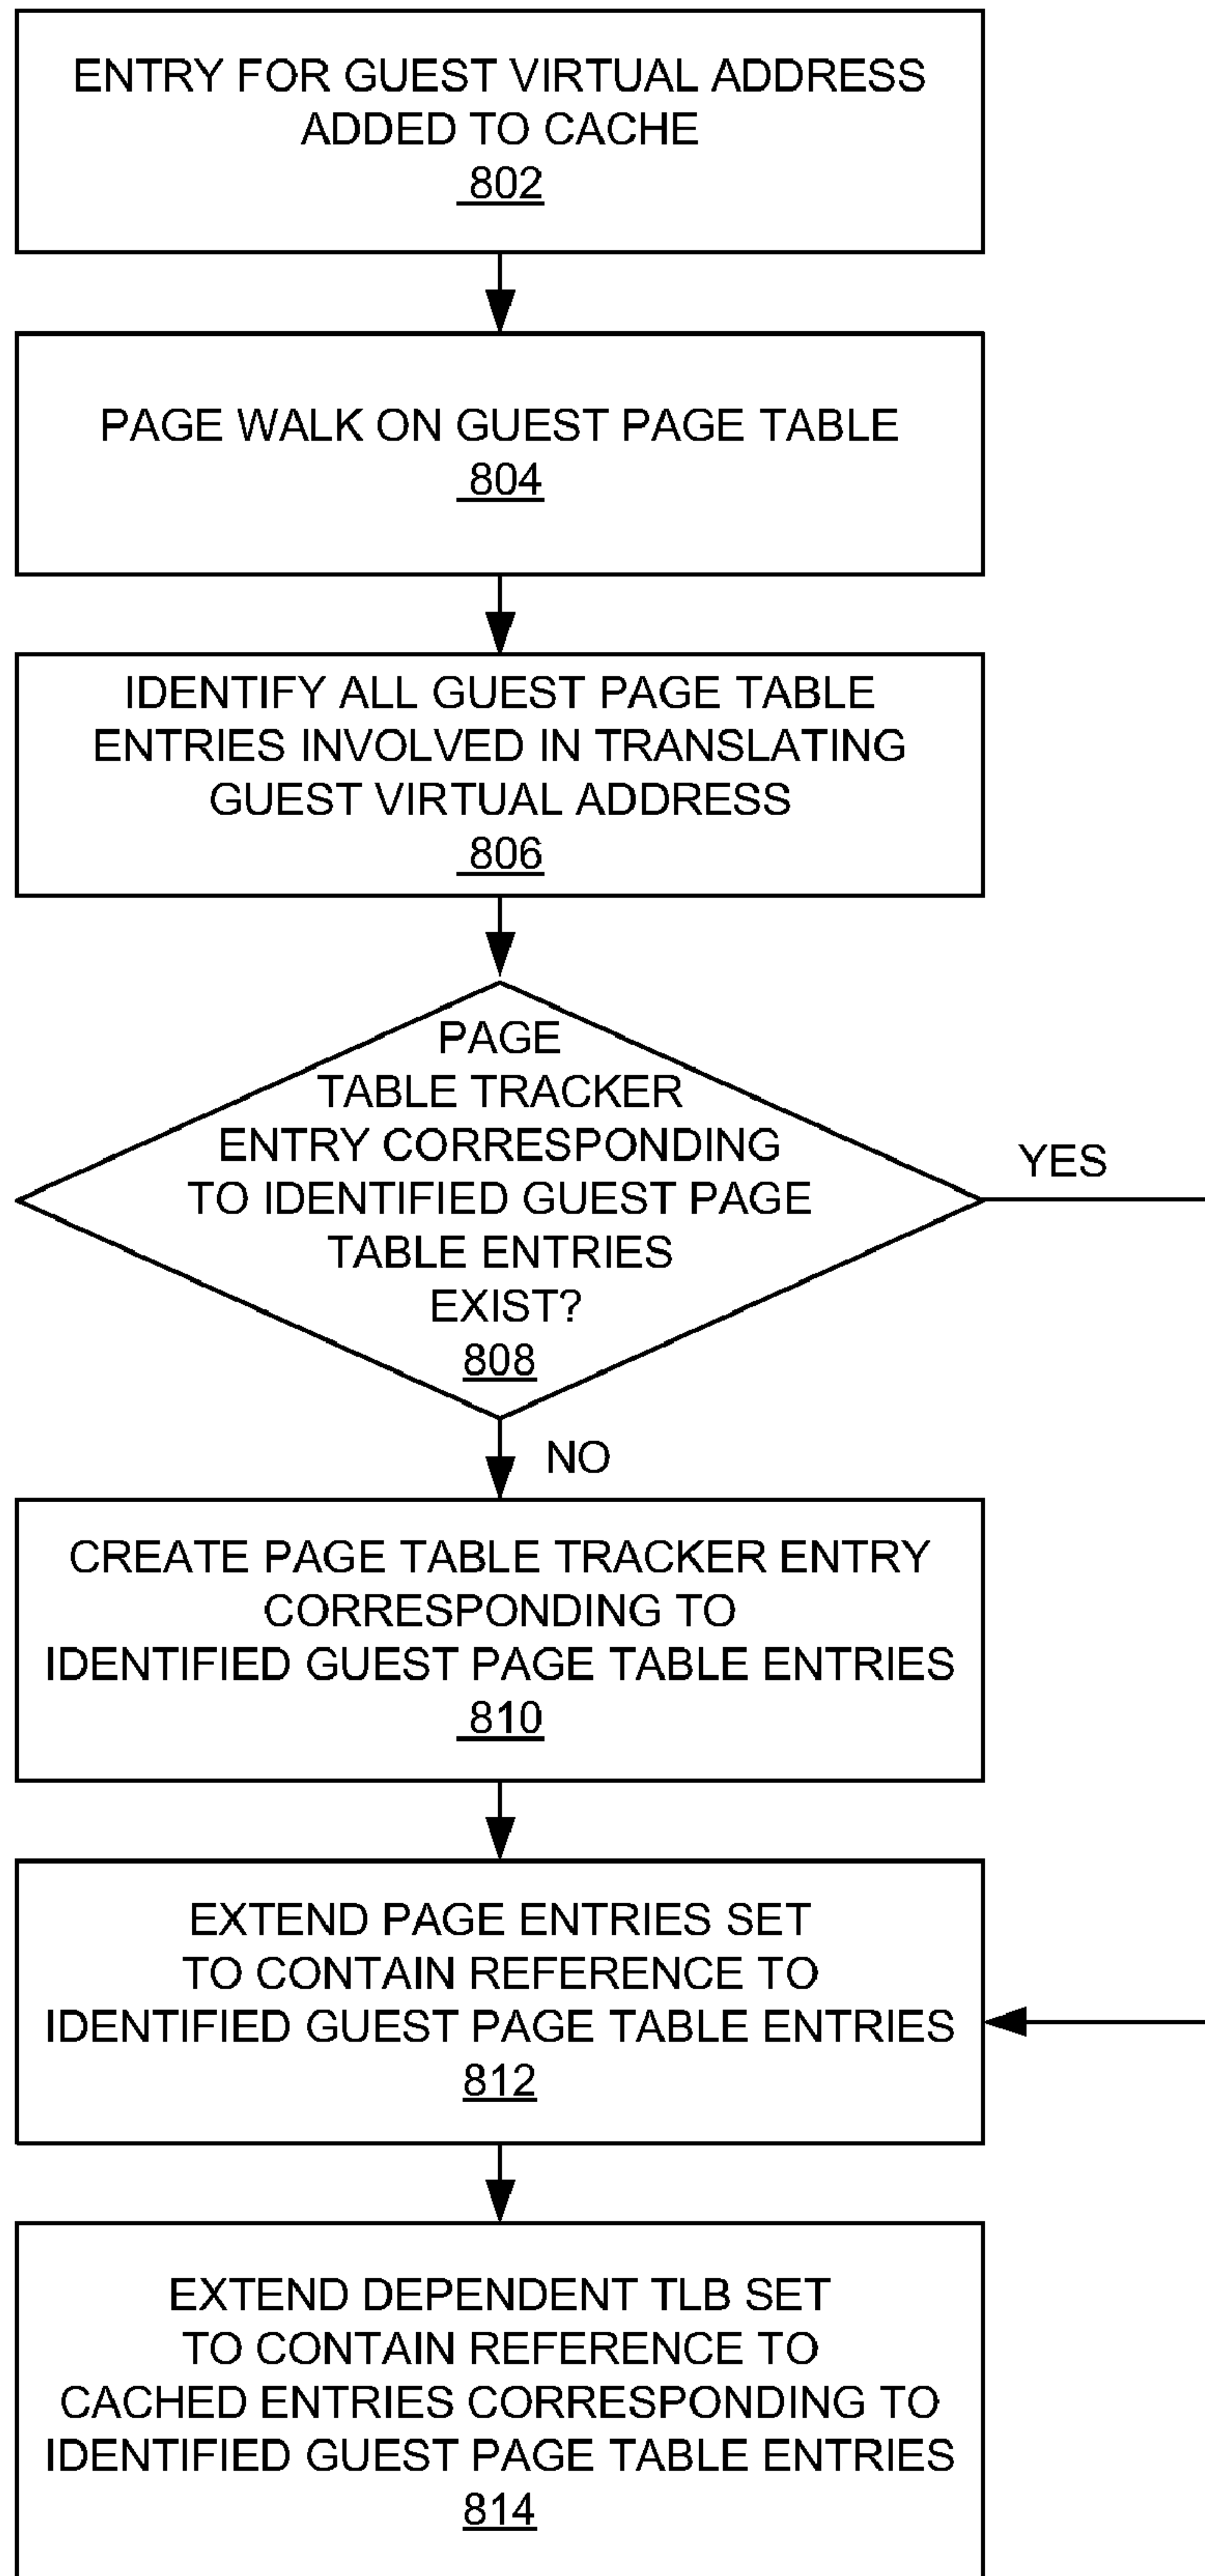 ENTRY FOR GUEST VIRTUAL ADDRESS
ADDED TO CACHE
802
PAGE WALK ON GUEST PAGE TABLE
804
IDENTIFY ALL GUEST PAGE TABLE
ENTRIES INVOLVED IN TRANSLATING
GUEST VIRTUAL ADDRESS
806
PAGE
TABLE TRACKER
ENTRY CORRESPONDING
TO IDENTIFIED GUEST PAGE
TABLE ENTRIES
EXIST?
808
YES
NO
CREATE PAGE TABLE TRACKER ENTRY
CORRESPONDING TO
IDENTIFIED GUEST PAGE TABLE ENTRIES
810
EXTEND PAGE ENTRIES SET
TO CONTAIN REFERENCE TO
IDENTIFIED GUEST PAGE TABLE ENTRIES
812
EXTEND DEPENDENT TLB SET
TO CONTAIN REFERENCE TO
CACHED ENTRIES CORRESPONDING TO
IDENTIFIED GUEST PAGE TABLE ENTRIES
814